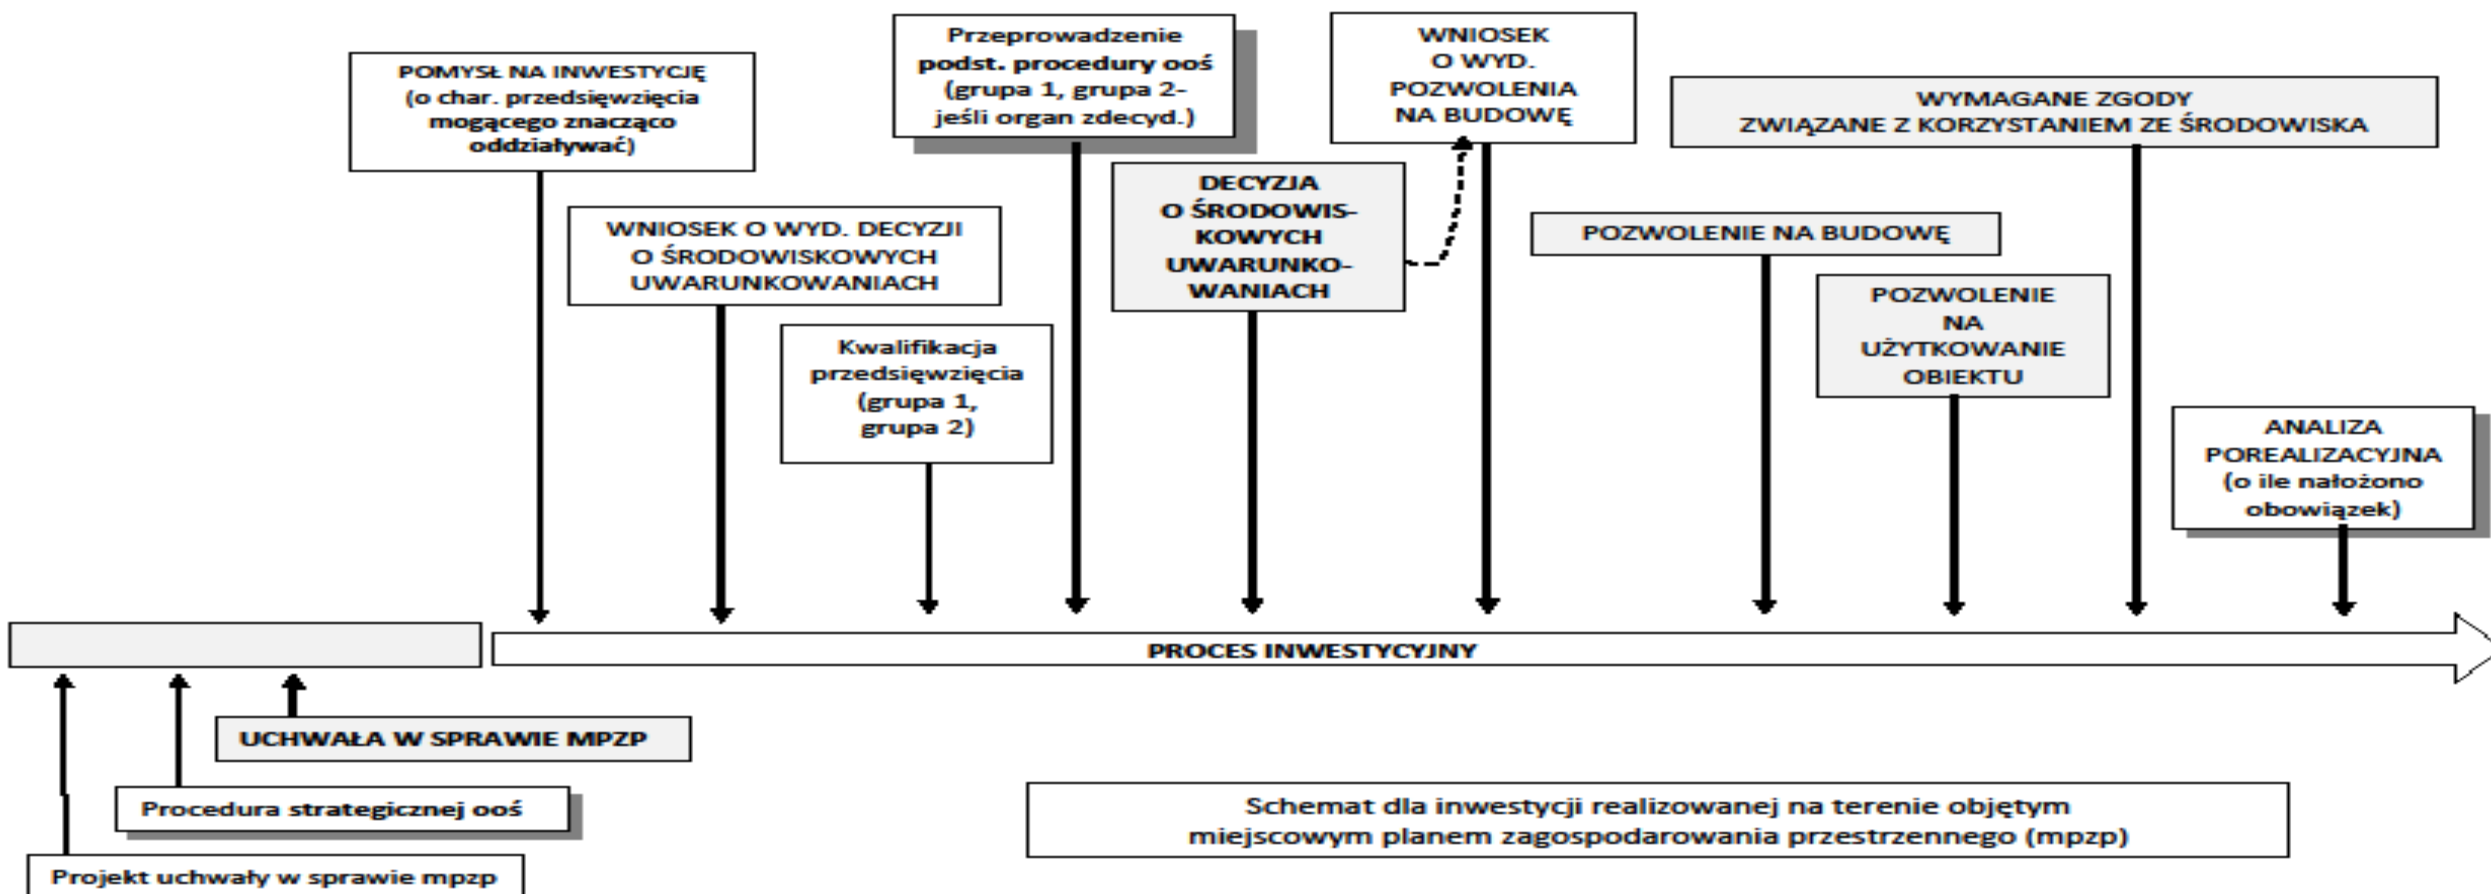 POMYSŁ NA INWESTYCJĘ
(o char. przedsięwzięcia
mogącego znacząco
oddziaływać)
WNIOSEK O WYD. DECYZJI
O ŚRODOWISKOWYCH
UWARUNKOWANIACH
Kwalifikacja
przedsięwzięcia
(grupa 1,
grupa 2)
Przeprowadzenie
podst. procedury ooś
(grupa 1, grupa 2-
jeśli organ zdecyd.)
DECYZJA
O ŚRODOWIS-
KOWYCH
UWARUNKO-
WANIACH
WNIOSEK
O WYD.
POZWOLENIA
NA BUDOWĘ
POZWOLENIE NA BUDOWĘ
POZWOLENIE
NA
UŻYTKOWANIE
OBIEKTU
WYMAGANE ZGODY
ZWIĄZANE Z KORZYSTANIEM ZE ŚRODOWISKA
ANALIZA
POREALIZACYJNA
(o ile nałożono
obowiązek)
PROCES INWESTYCYJNY
UCHWAŁA W SPRAWIE MPZP
Procedura strategicznej ooś
Projekt uchwały w sprawie mpzp
Schemat dla inwestycji realizowanej na terenie objętym
miejscowym planem zagospodarowania przestrzennego (mpzp)